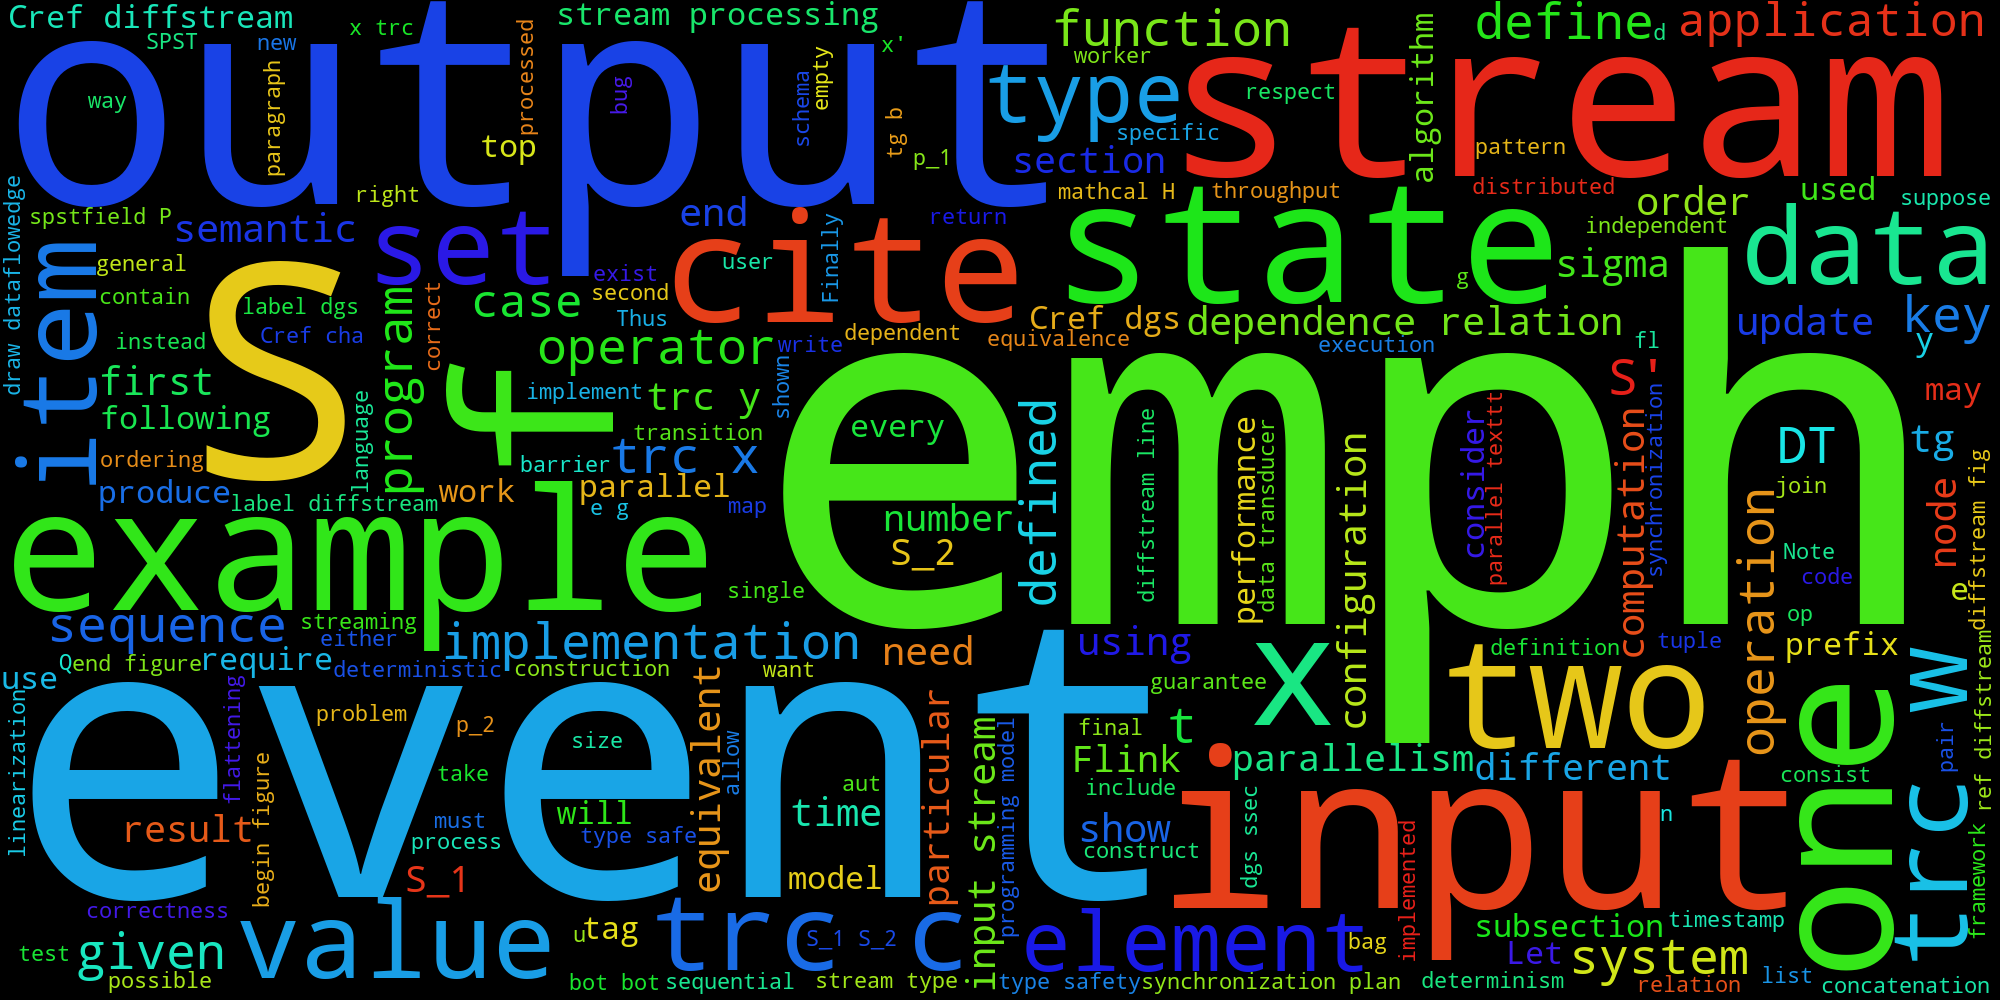 Cref diffstream
stream processing
function
define
d
application
SPST
new
x trc
processed
x'
worker
output
stream
type
way
paragraph
bug
schema
empty
tg b
respect
algorithm
specific
top
p_1
section
pattern
right
mathcal H
throughput
distributed
order
used
suppose
spstfield P
semantic
set
end
cite
return
state
independent
data
draw dataflowedge
item
general
contain
S
label dgs
Cref cha
instead
program
correct
case
exist
second
Thus
user
Finally
g
sigma
Cref dgs
dependence relation
update
key
y
dependent
equivalence
operator
write
execution
fl
first
following
f
implement
trc y
shown
emph
S'
may
language
transition
every
ordering
barrier
trc x
produce
label diffstream
work
parallel
e g
map
number
S_2
defined
diffstream line
performance
data transducer
configuration
consider
parallel texttt
computation
synchronization
operation
DT
tg
join
node
diffstream fig
Note
code
example
single
op
e
sequence
streaming
either
implementation
need
using
definition
tuple
prefix
use
Qend figure
require
deterministic
construction
want
guarantee
x
two
one
trc w
linearization
flattening
problem
p_2
equivalent
allow
particular
input stream
programming model
final
t
Flink
parallelism
different
pair
framework ref diffstream
event
begin figure
size
take
aut
include
consist
result
must
process
will
type safe
time
show
construct
dgs ssec
input
n
S_1
model
implemented
correctness
value
trc c
u
tag
S_1 S_2
element
bag
subsection
timestamp
test
given
Let
system
possible
bot bot
sequential
stream type
type safety
synchronization plan
determinism
relation
list
concatenation